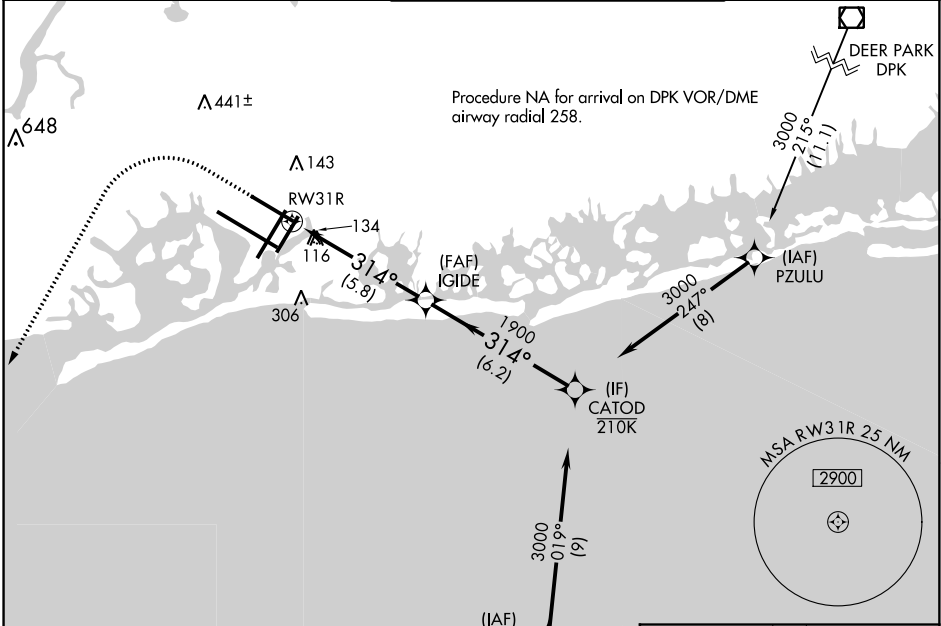 DEER PARK
DPK
Procedure NA for arrival on DPK VOR/DME
airway radial 258.
441±
648
143
3000
215°
(11.1)
RW31R
134
116
314°
(5.8)
(FAF)
IGIDE
(IAF)
PZULU
306
3000
247°
(8)
1900
314°
(6.2)
(IF)
CATOD
210K
MSA RW31R 25 NM
2900
3000
019°
(9)
(IAF)